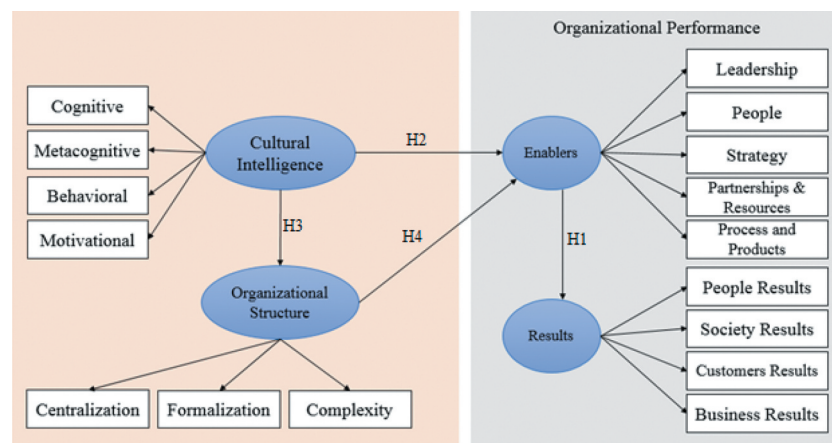 Organizational Performance
Cognitive
Metacognitive
Behavioral
Motivational
Cultural
Intelligence
H2
H3
H4
Organizational
Structure
Centralization
Formalization
Complexity
Enablers
H1
Results
Leadership
People
Strategy
Partnerships &
Resources
Process and
Products
People Results
Society Results
Customers Results
Business Results